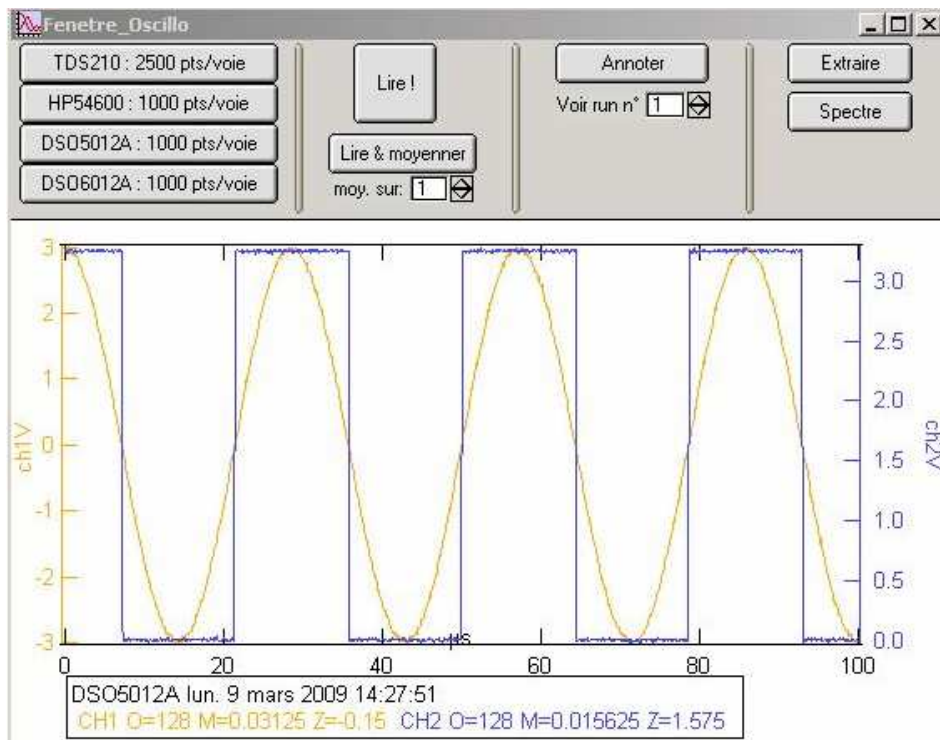 Fenetre_Oscillo
TDS210 : 2500 pts/voie
HP54600 : 1000 pts/voie
DSO5012A : 1000 pts/voie
DSO6012A : 1000 pts/voie
Lire !
Lire & moyenner
moy. sur: 1
Annoter
Voir run n° 1
Extraire
Spectre
3
2
1
0
-1
-2
-3
ch1V
3.0
2.5
2.0
1.5
1.0
0.5
0.0
ch2V
0 20 40 60 80 100
DSO5012A lun. 9 mars 2009 14:27:51
CH1 O=128 M=0.03125 Z=-0.15 CH2 O=128 M=0.015625 Z=1.575